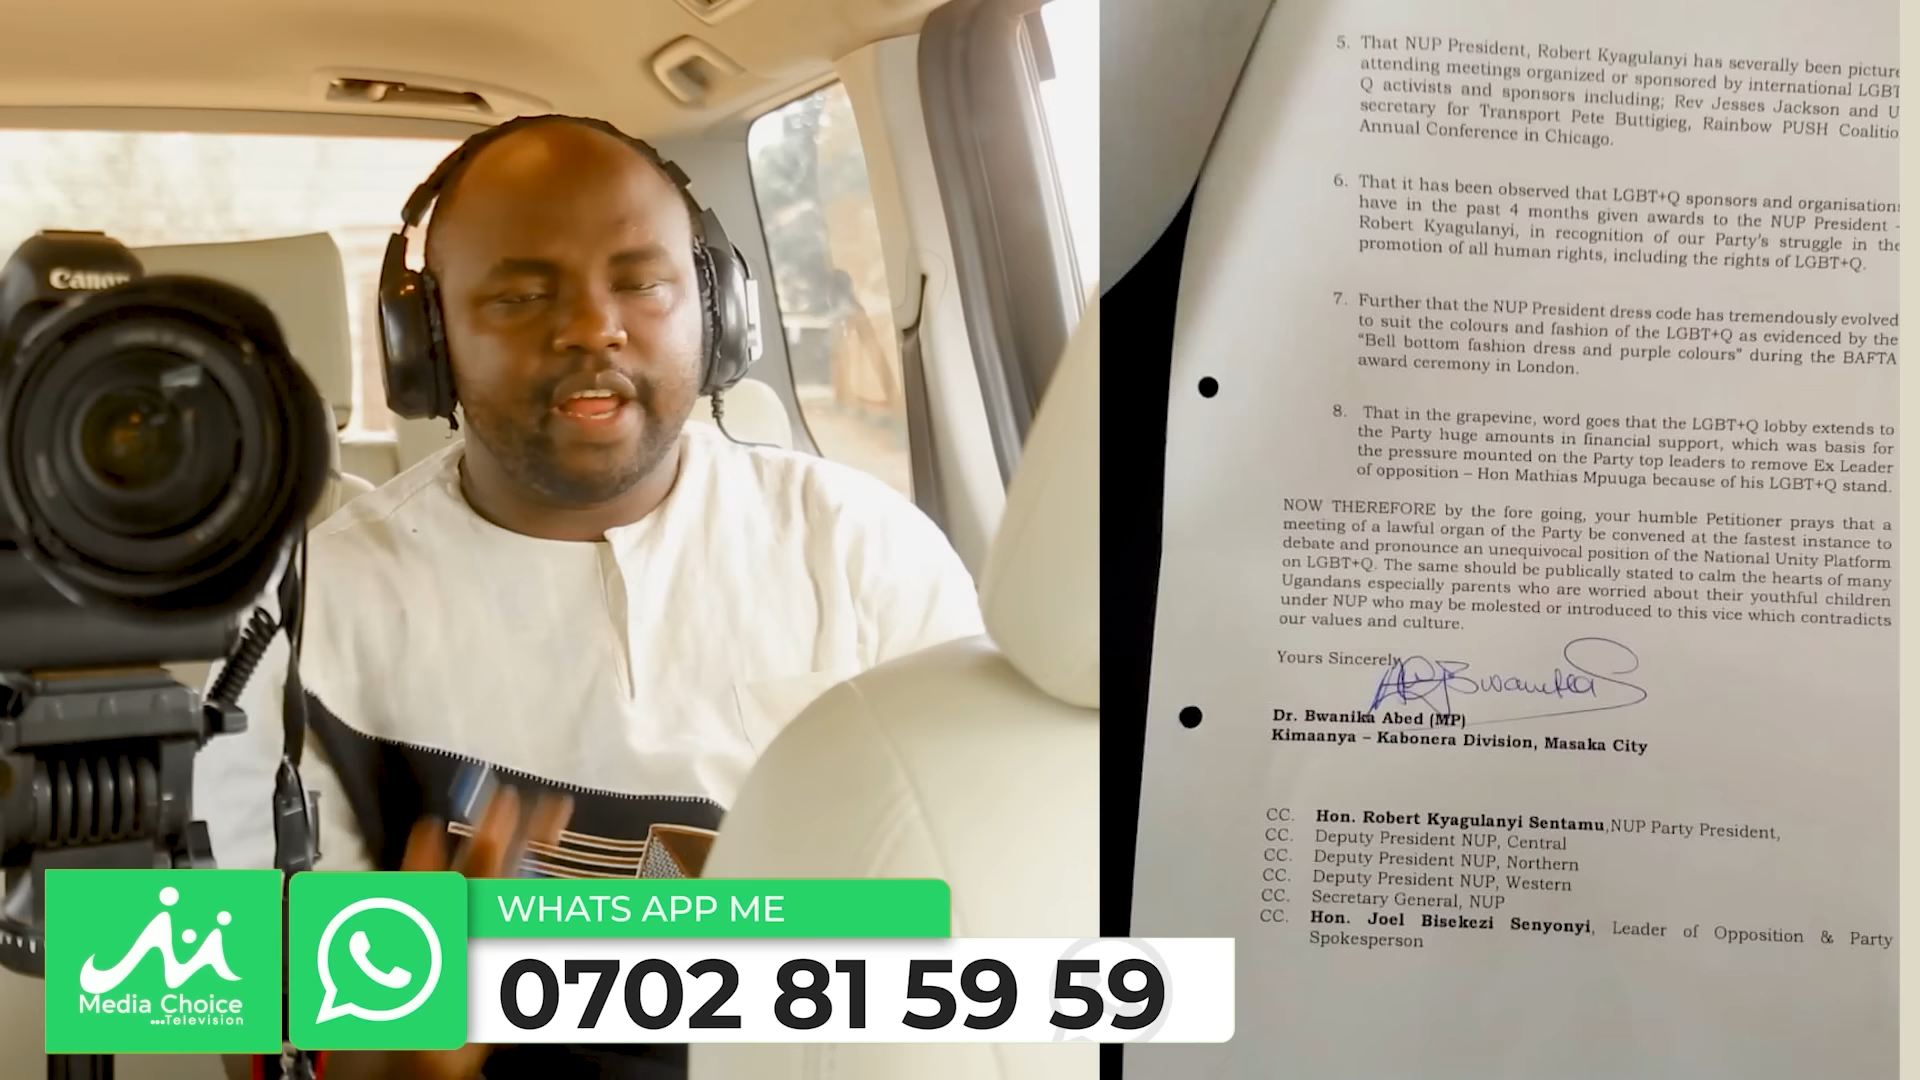 Canon
5. That NUP President, Robert Kyagulanyi has severally been picture
attending meetings organized or sponsored by international LGBT
Q activists and sponsors including; Rev Jesses Jackson and U
secretary for Transport Pete Buttigieg, Rainbow PUSH Coalitio
Annual Conference in Chicago.
6. That it has been observed that LGBT+Q sponsors and organisation
have in the past 4 months given awards to the NUP President -
Robert Kyagulanyi, in recognition of our Party's struggle in the
promotion of all human rights, including the rights of LGBT+Q.
7. Further that the NUP President dress code has tremendously evolved
to suit the colours and fashion of the LGBT+Q as evidenced by the
"Bell bottom fashion dress and purple colours" during the BAFTA
award ceremony in London.
8. That in the grapevine, word goes that the LGBT+Q lobby extends to
the Party huge amounts in financial support, which was basis for
the pressure mounted on the Party top leaders to remove Ex Leader
of opposition – Hon Mathias Mpuuga because of his LGBT+Q stand.
NOW THEREFORE by the fore going, your humble Petitioner prays that a
meeting of a lawful organ of the Party be convened at the fastest instance to
debate and pronounce an unequivocal position of the National Unity Platform
on LGBT+Q. The same should be publically stated to calm the hearts of many
Ugandans especially parents who are worried about their youthful children
under NUP who may be molested or introduced to this vice which contradicts
our values and culture.
Yours Sincerely
Bwanika
Dr. Bwanika Abed (MP)
Kimaanya – Kabonera Division, Masaka City
CC. Hon. Robert Kyagulanyi Sentamu, NUP Party President,
CC. Deputy President NUP, Central
CC. Deputy President NUP, Northern
CC. Deputy President NUP, Western
CC. Secretary General, NUP
CC. Hon. Joel Bisekezi Senyonyi, Leader of Opposition & Party
Spokesperson
Media Choice
...Television
WHATS APP ME
0702 81 59 59